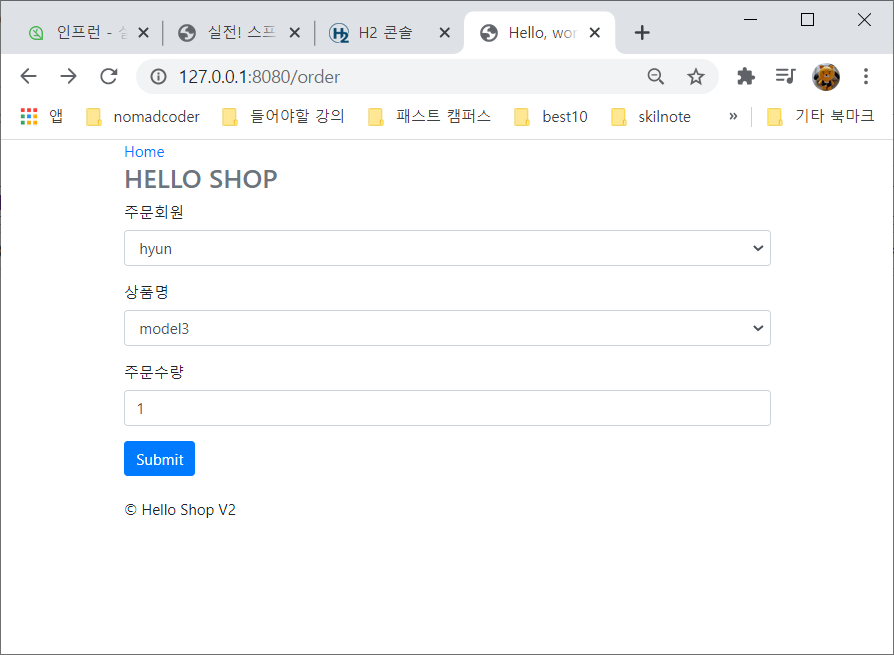 인프런 -
실전! 스프
H2 콘솔
Hello, wor
127.0.0.1:8080/order
앱
nomadcoder
들어야할 강의
패스트 캠퍼스
best10
skilnote
»
기타 북마크
Home
HELLO SHOP
주문회원
hyun
상품명
model3
주문수량
1
Submit
© Hello Shop V2